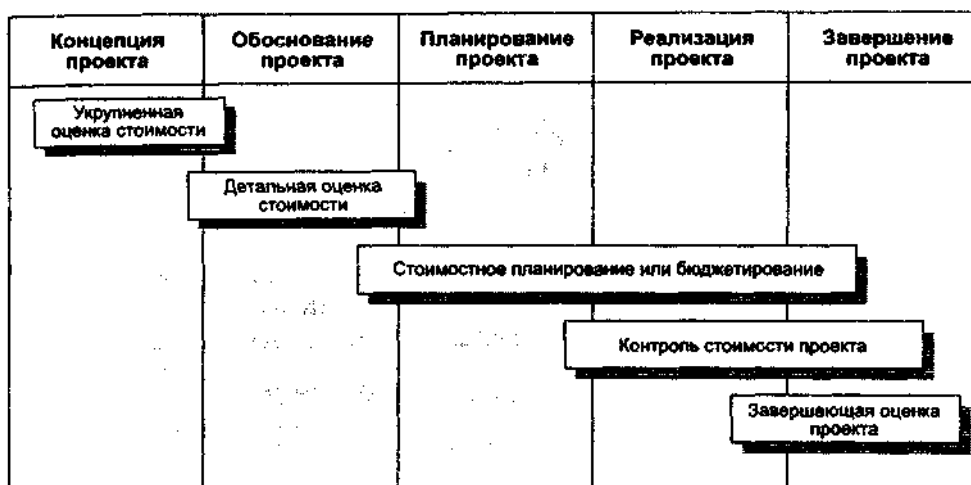 Концепция
проекта
Обоснование
проекта
Планирование
проекта
Реализация
проекта
Завершение
проекта
Укрупненная
оценка стоимости
Детальная оценка
стоимости
Стоимостное планирование или бюджетирование
Контроль стоимости проекта
Завершающая оценка
проекта